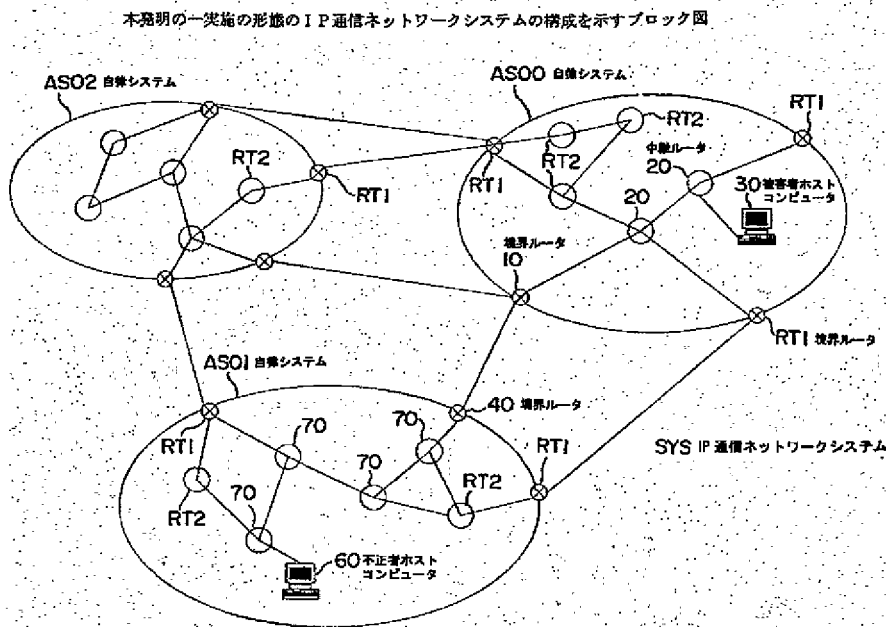 本発明の一実施の形態のIP通信ネットワークシステムの構成を示すブロック図
AS02 自律システム
AS00 自律システム
RT1
RT2
RT2
中継ルータ
20
RT2
RT1
RT1
30 被害者ホスト
コンピュータ
20
境界ルータ
10
RT1 境界ルータ
AS01 自律システム
40 境界ルータ
RT1
70
70
SYS IP通信ネットワークシステム
70
RT1
RT2
RT2
70
60 不正者ホスト
コンピュータ